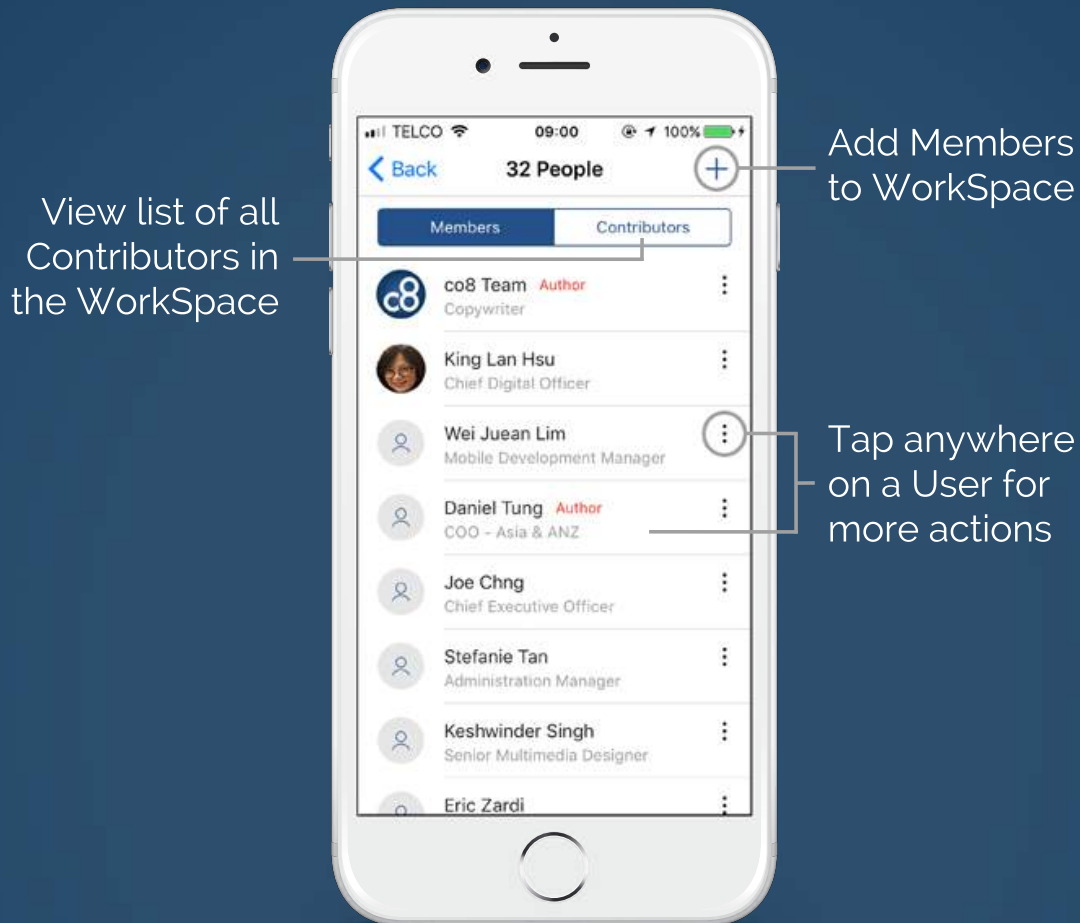 TELCO 09:00 100%
Back 32 People +
Members Contributors
c8
co8 Team Author
Copywriter
King Lan Hsu
Chief Digital Officer
Wei Juean Lim
Mobile Development Manager
Daniel Tung Author
COO - Asia & ANZ
Joe Chng
Chief Executive Officer
Stefanie Tan
Administration Manager
Keshwinder Singh
Senior Multimedia Designer
Eric Zardi
View list of all
Contributors in
the WorkSpace
Add Members
to WorkSpace
Tap anywhere
on a User for
more actions